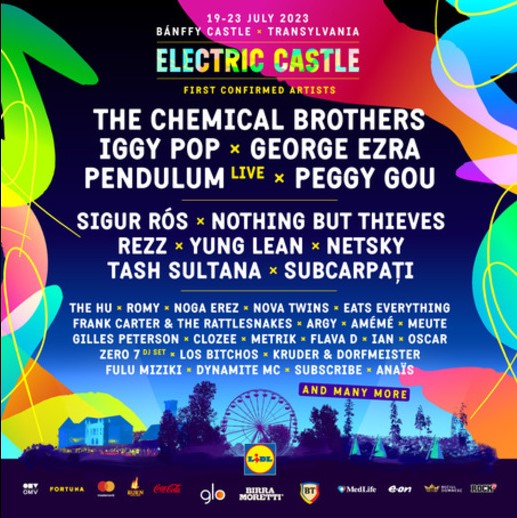 19-23 JULY 2023
BÁNFFY CASTLE × TRANSYLVANIA
ELECTRIC CASTLE
FIRST CONFIRMED ARTISTS
THE CHEMICAL BROTHERS
IGGY POP × GEORGE EZRA
PENDULUM LIVE × PEGGY GOU
SIGUR RÓS × NOTHING BUT THIEVES
REZZ × YUNG LEAN × NETSKY
TASH SULTANA × SUBCARPAȚI
THE HU × ROMY × NOGA EREZ × NOVA TWINS × EATS EVERYTHING
FRANK CARTER & THE RATTLESNAKES × ARGY × AMÉMÉ × MEUTE
GILLES PETERSON × CLOZEE × METRIK × FLAVA D × IAN × OSCAR
ZERO 7 DJ SET × LOS BITCHOS × KRUDER & DORFMEISTER
FULU MIZIKI × DYNAMITE MC × SUBSCRIBE × ANAÏS
AND MANY MORE
LIDL
OMV FORTUNA mastercard BURN Coca-Cola glo BIRRA MORETTI BT MedLife e-on ROCK